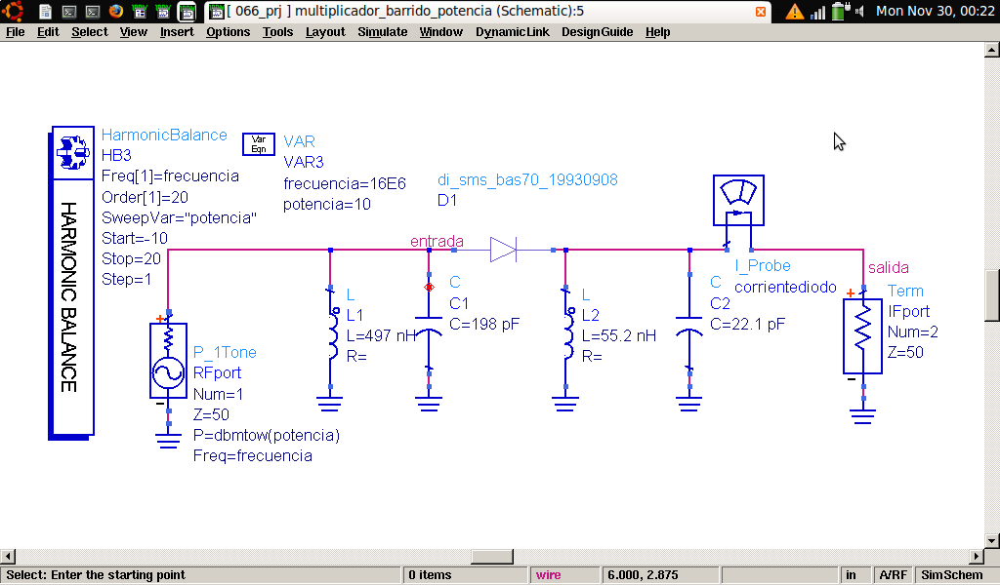 [ 066_prj ] multiplicador_barrido_potencia (Schematic):5
Mon Nov 30, 00:22
File Edit Select View Insert Options Tools Layout Simulate Window DynamicLink DesignGuide Help
HARMONIC BALANCE
HarmonicBalance
HB3
Freq[1]=frecuencia
Order[1]=20
SweepVar="potencia"
Start=-10
Stop=20
Step=1
Var
Eqn
VAR
VAR3
frecuencia=16E6
potencia=10
di_sms_bas70_19930908
D1
entrada
P_1Tone
RFport
Num=1
Z=50
P=dbmtow(potencia)
Freq=frecuencia
L
L1
L=497 nH
R=
C
C1
C=198 pF
L
L2
L=55.2 nH
R=
C
C2
C=22.1 pF
I_Probe
corrientediodo
salida
Term
IFport
Num=2
Z=50
Select: Enter the starting point
0 items
wire
6.000, 2.875
in
A/RF
SimSchem